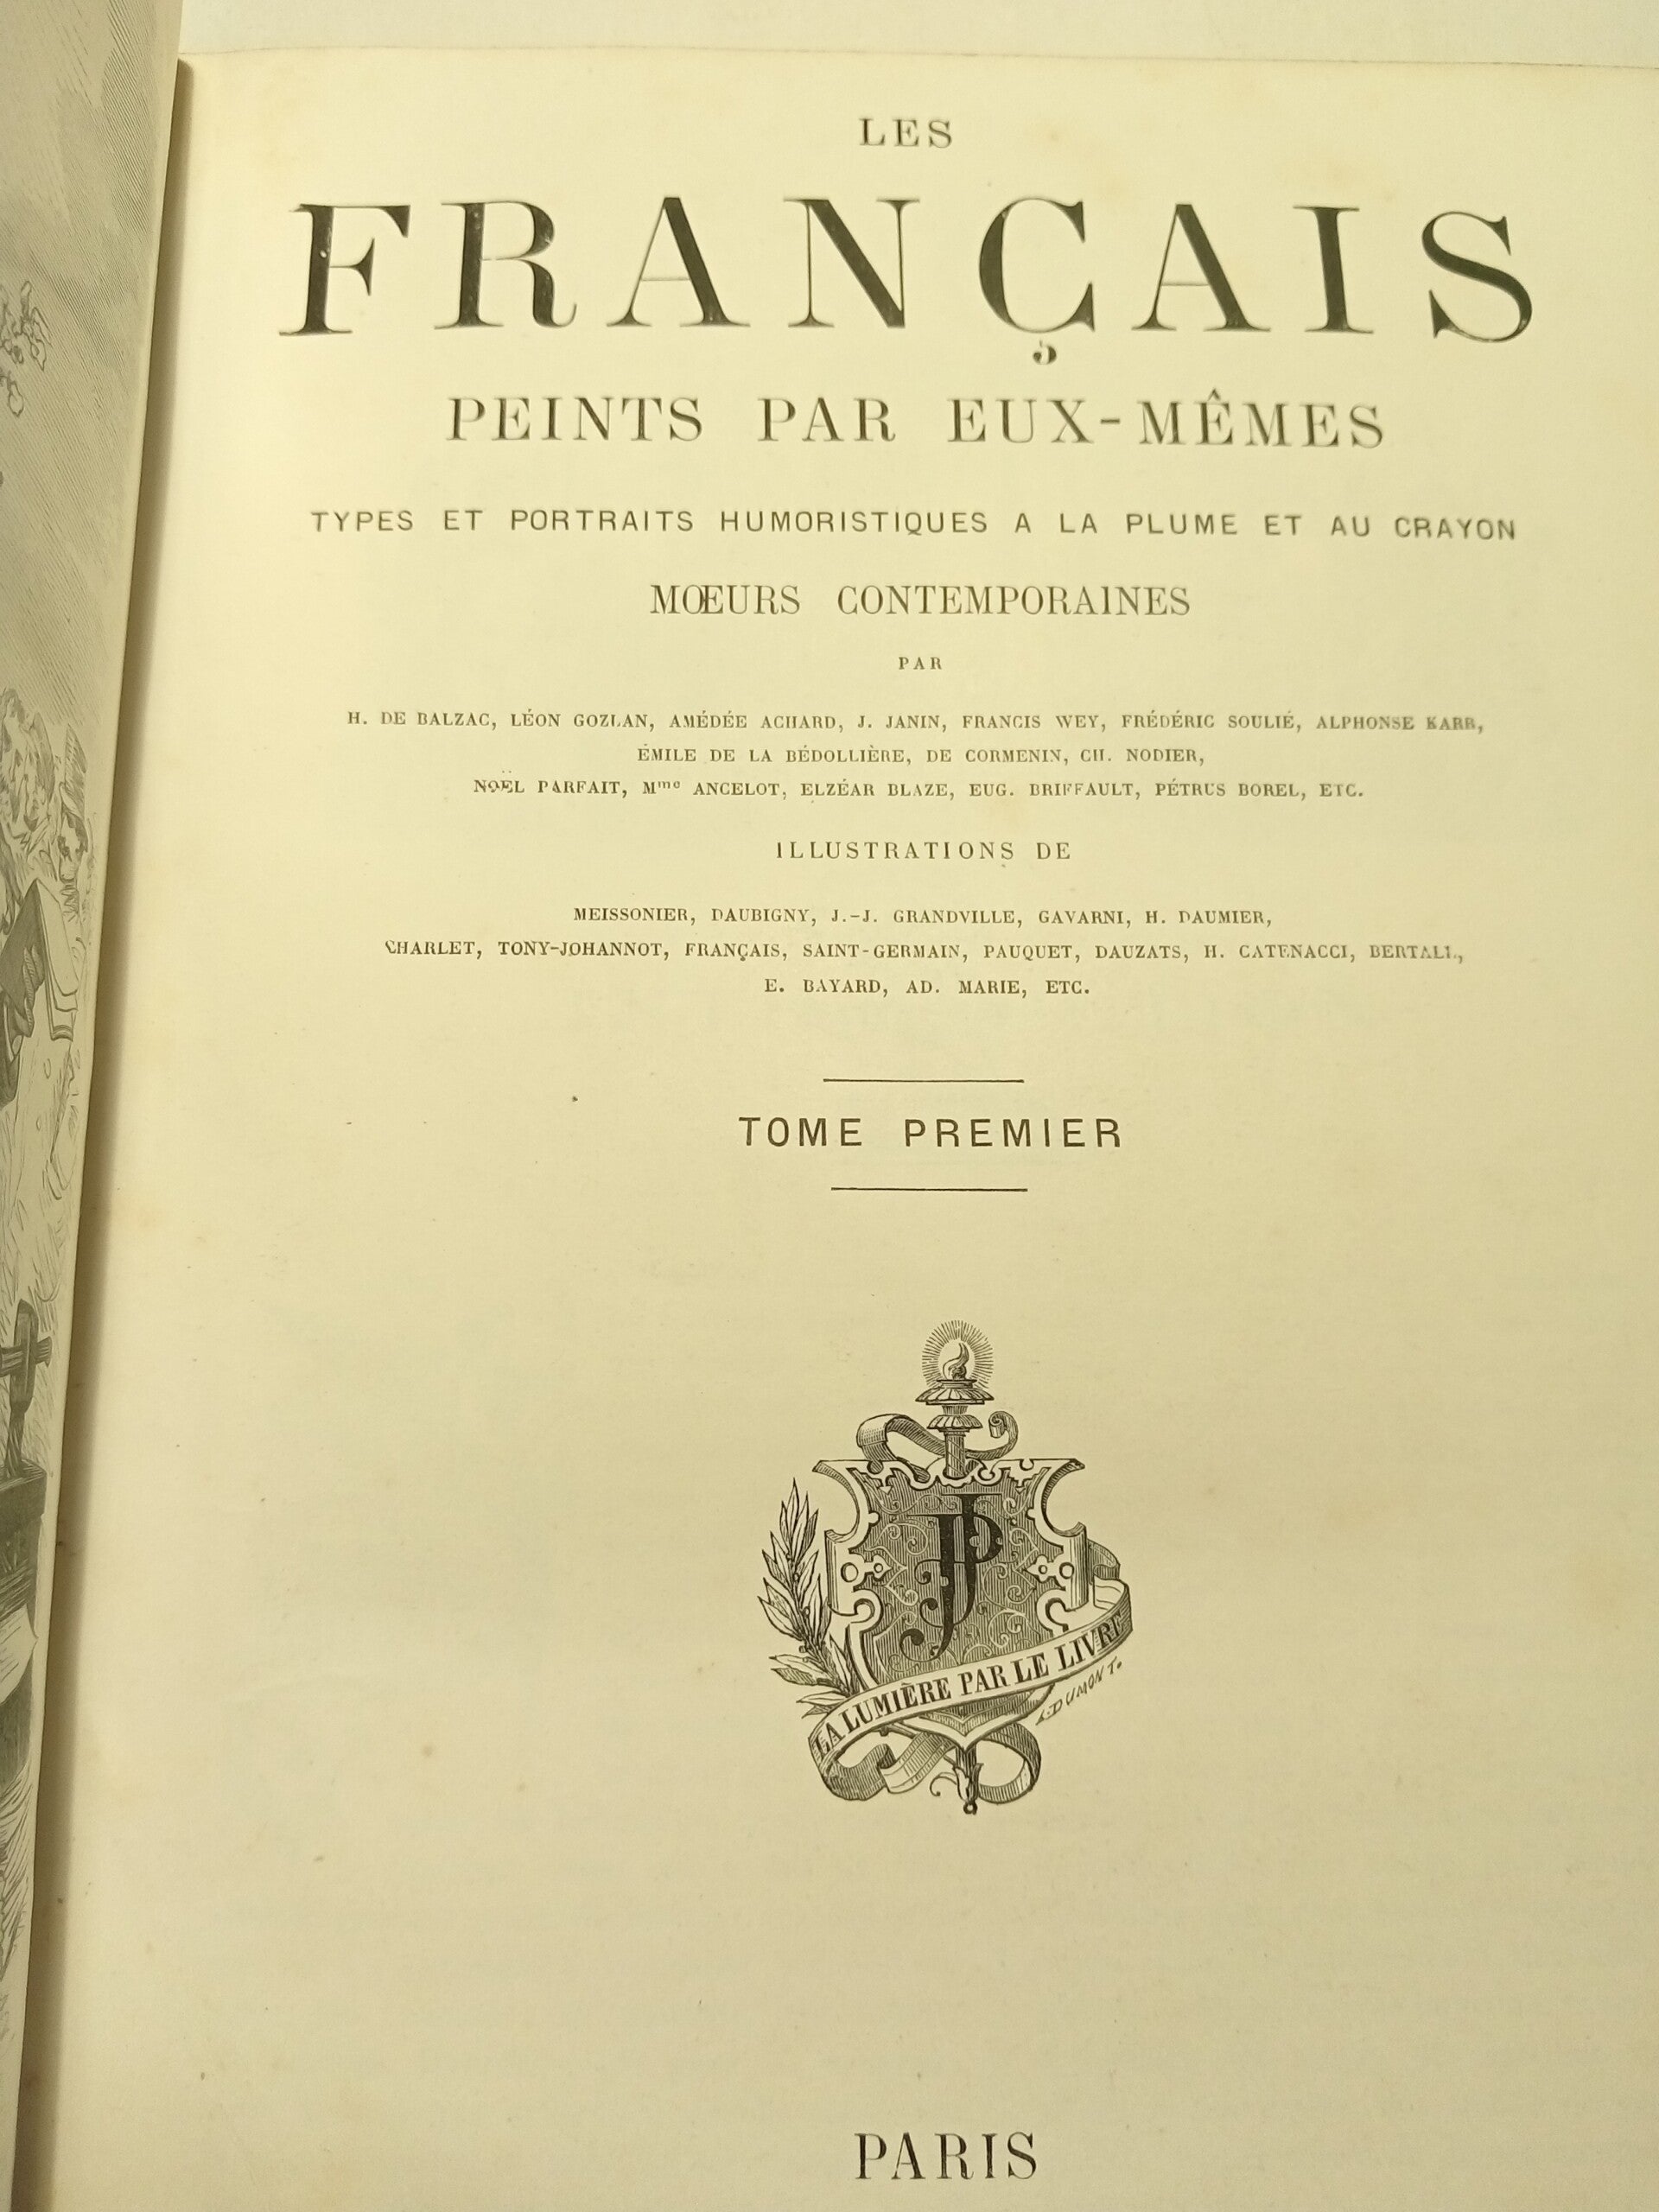 LES
FRANÇAIS
PEINTS PAR EUX-MÊMES
TYPES ET PORTRAITS HUMORISTIQUES A LA PLUME ET AU CRAYON
MŒURS CONTEMPORAINES
PAR
H. DE BALZAC, LÉON GOZLAN, AMÉDÉE ACHARD, J. JANIN, FRANCIS WEY, FRÉDÉRIC SOULIÉ, ALPHONSE KARR,
ÉMILE DE LA BÉDOLLIÈRE, DE CORMENIN, CH. NODIER,
NOËL PARFAIT, Mme ANCELOT, ELZÉAR BLAZE, EUG. BRIFFAULT, PÉTRUS BOREL, ETC.
ILLUSTRATIONS DE
MEISSONIER, DAUBIGNY, J.-J. GRANDVILLE, GAVARNI, H. DAUMIER,
CHARLET, TONY-JOHANNOT, FRANÇAIS, SAINT-GERMAIN, PAUQUET, DAUZATS, H. CATENACCI, BERTALL,
E. BAYARD, AD. MARIE, ETC.
TOME PREMIER
JP
LA LUMIÈRE PAR LE LIVRE
L. DUMONT.
PARIS